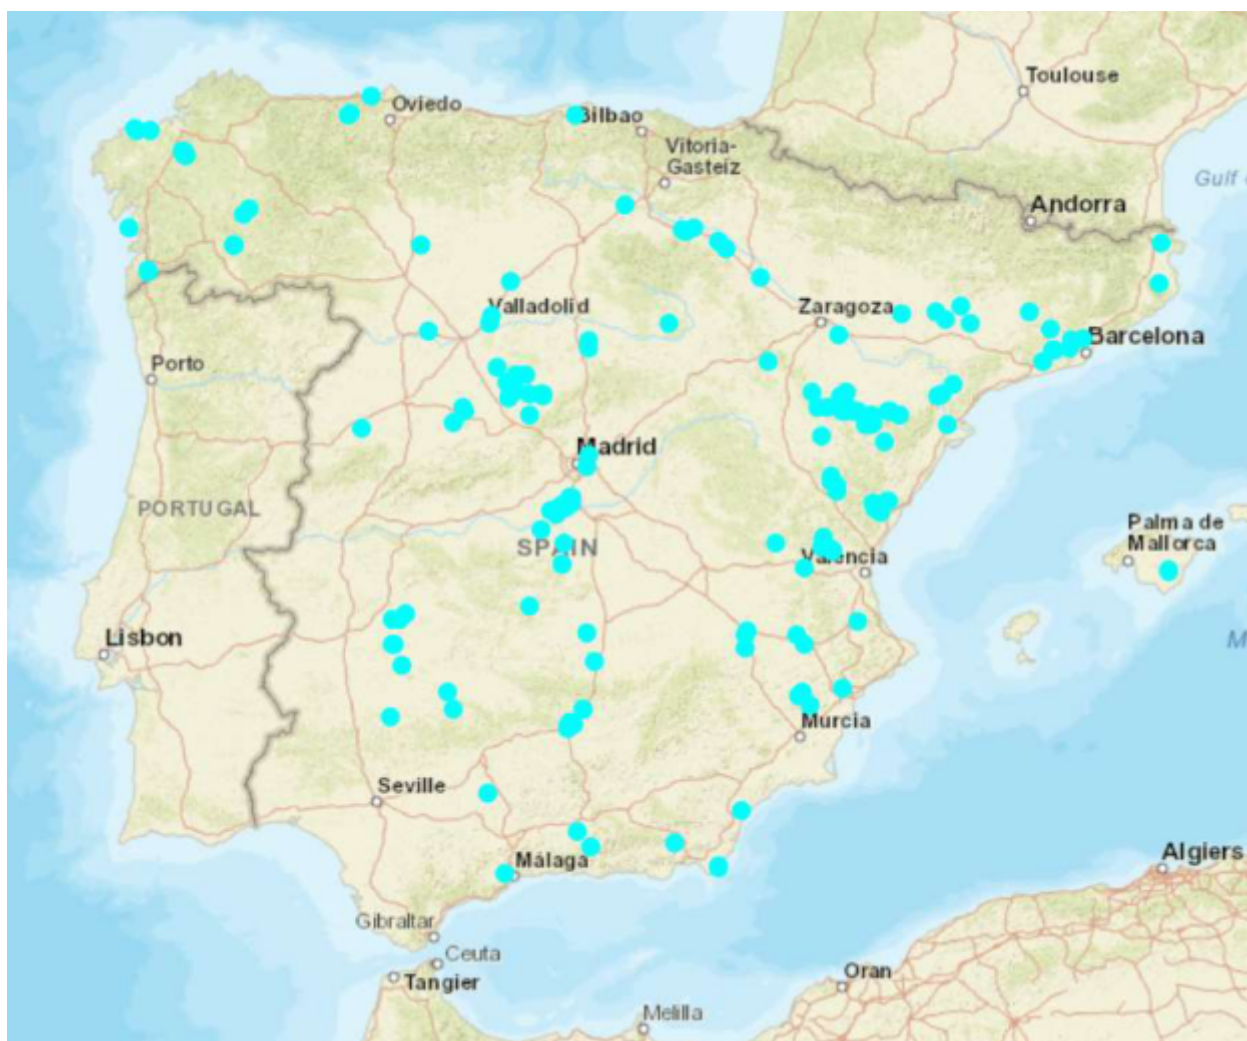 Toulouse
Oviedo
Bilbao
Vitoria-
Gasteiz
Gulf
Andorra
Valladolid
Zaragoza
Barcelona
Porto
Madrid
PORTUGAL
SPAIN
Palma de
Mallorca
Valencia
Lisbon
M
Murcia
Seville
Málaga
Algiers
Gibraltar
Ceuta
Tangier
Oran
Melilla